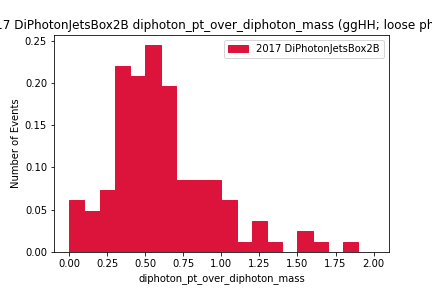 17 DiPhotonJetsBox2B diphoton_pt_over_diphoton_mass (ggHH; loose ph
2017 DiPhotonJetsBox2B
Number of Events
0.25
0.20
0.15
0.10
0.05
0.00
0.00 0.25 0.50 0.75 1.00 1.25 1.50 1.75 2.00
diphoton_pt_over_diphoton_mass